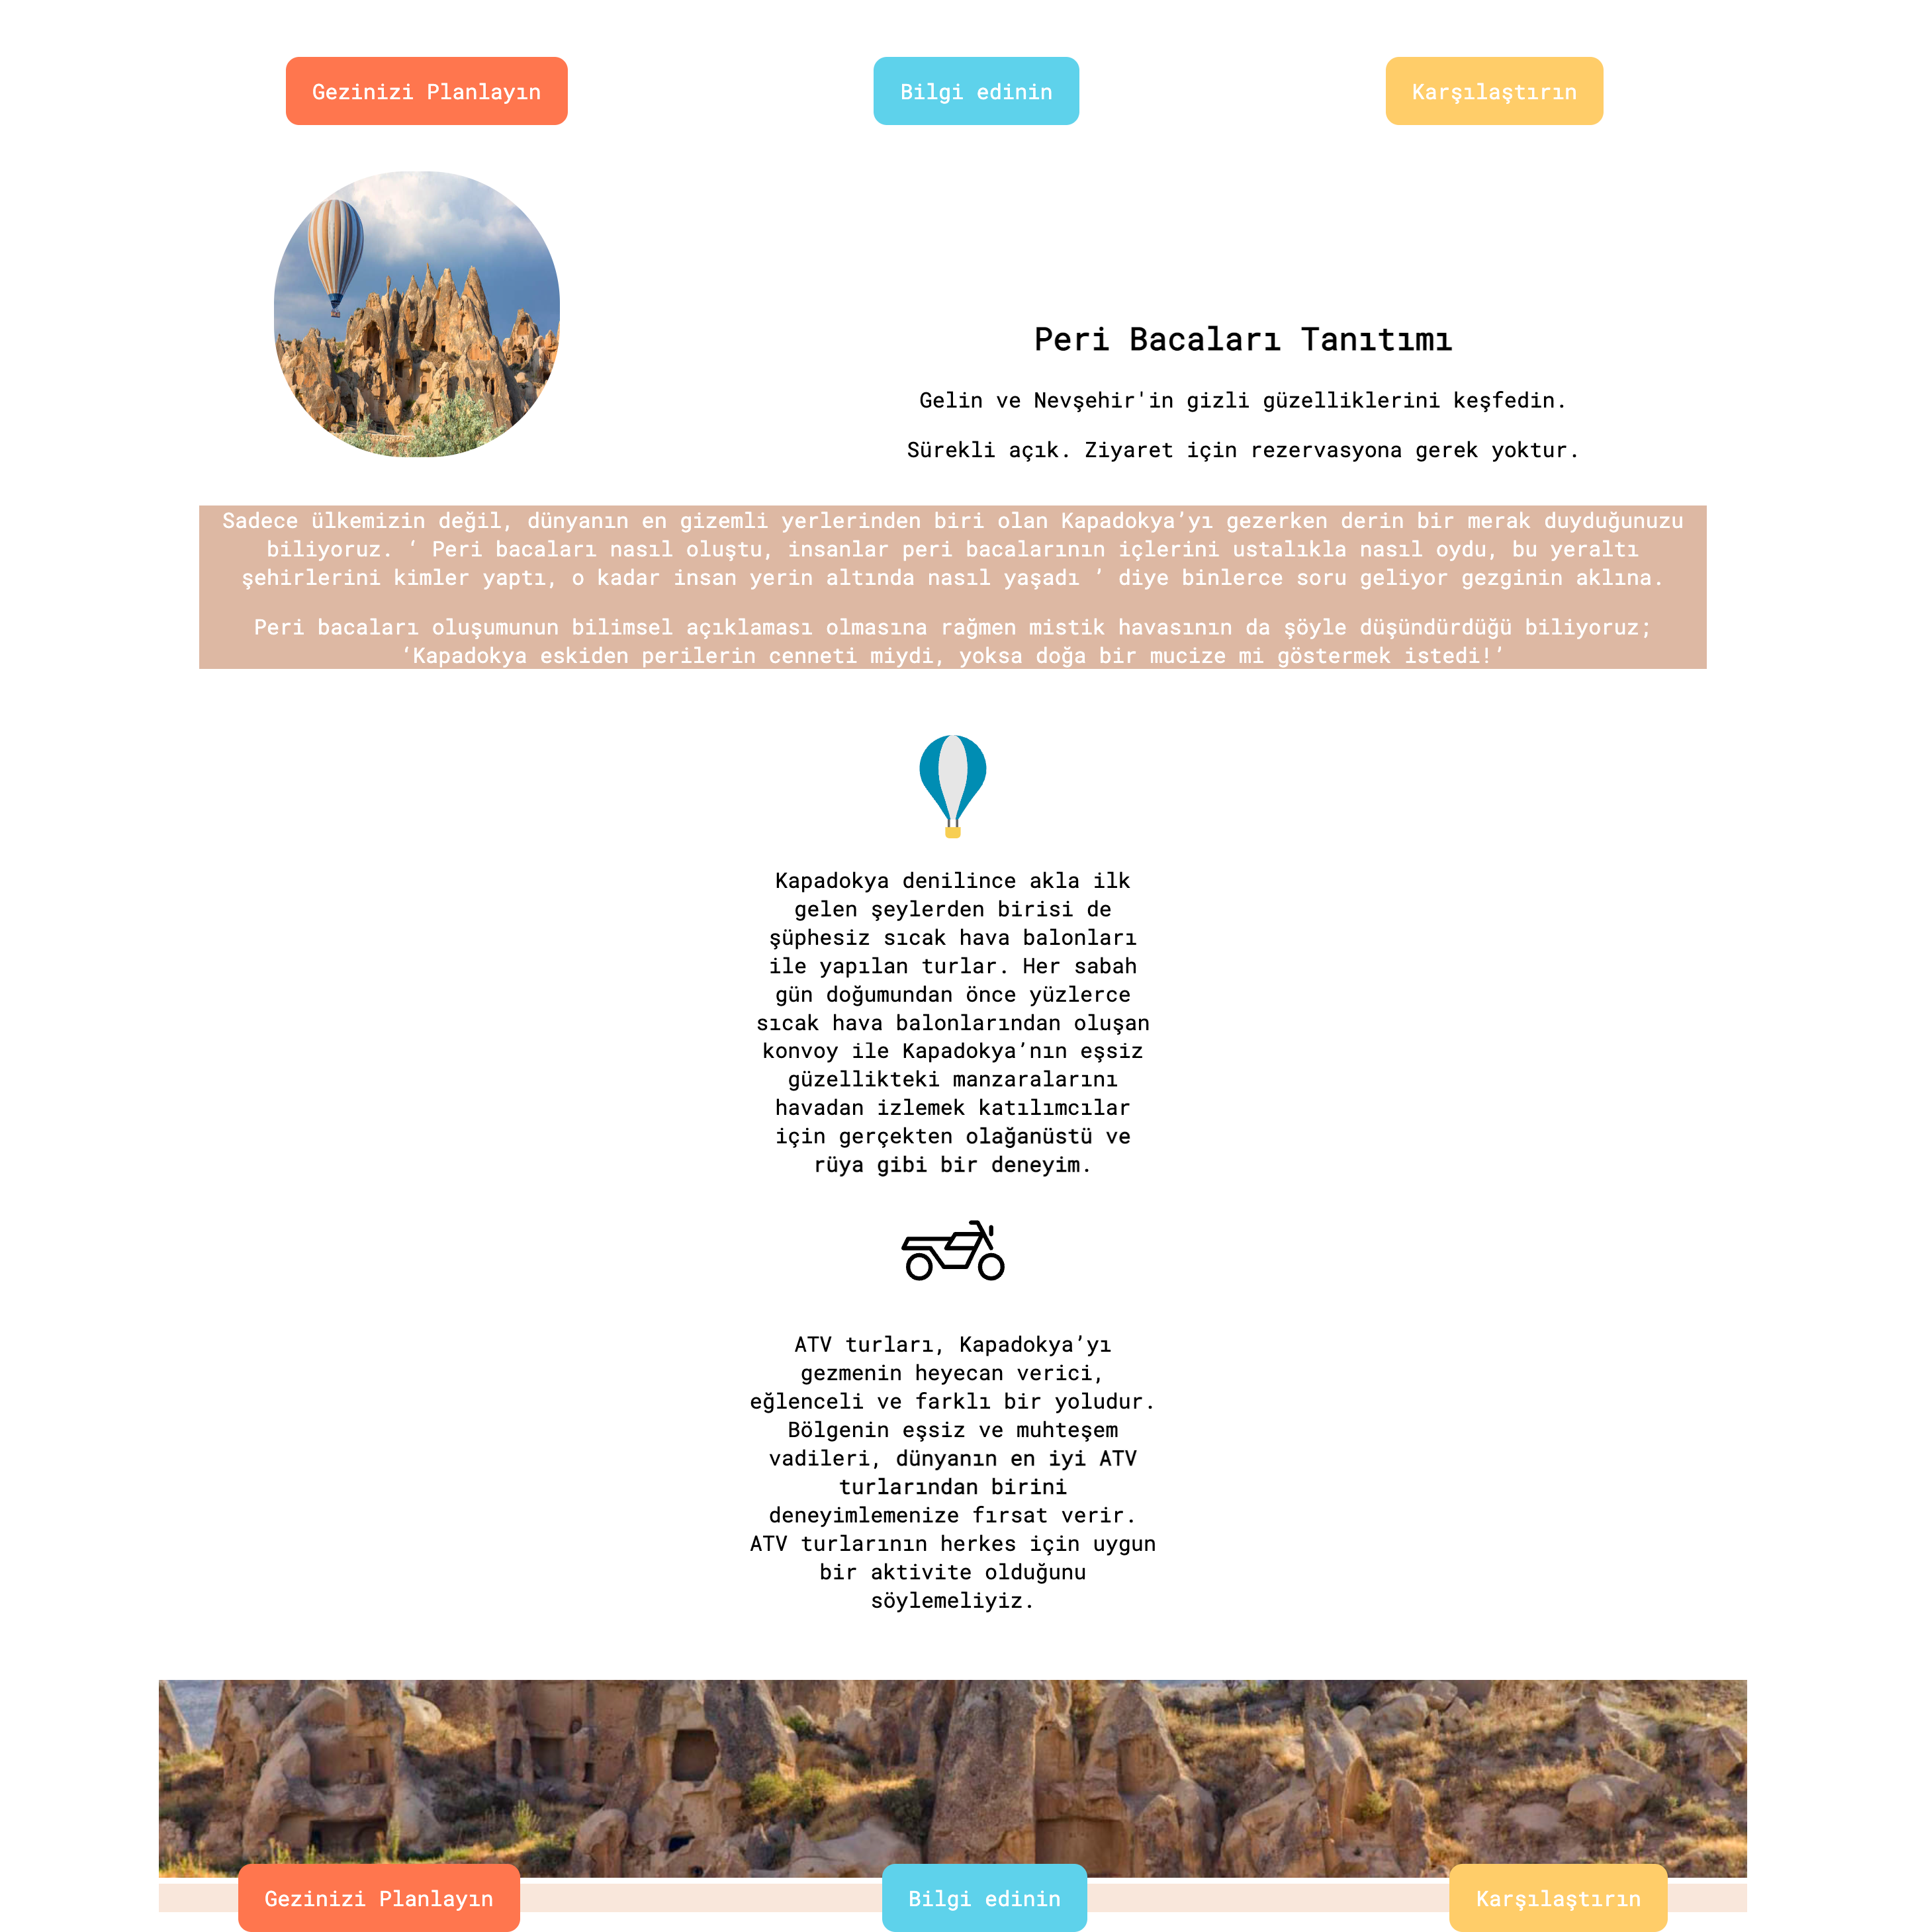 Gezinizi Planlayın
Bilgi edinin
Karşılaştırın
Peri Bacaları Tanıtımı
Gelin ve Nevşehir'in gizli güzelliklerini keşfedin.
Sürekli açık. Ziyaret için rezervasyona gerek yoktur.
Sadece ülkemizin değil, dünyanın en gizemli yerlerinden biri olan Kapadokya’yı gezerken derin bir merak duyduğunuzu
biliyoruz. ‘ Peri bacaları nasıl oluştu, insanlar peri bacalarının içlerini ustalıkla nasıl oydu, bu yeraltı
şehirlerini kimler yaptı, o kadar insan yerin altında nasıl yaşadı ’ diye binlerce soru geliyor gezginin aklına.
Peri bacaları oluşumunun bilimsel açıklaması olmasına rağmen mistik havasının da şöyle düşündürdüğü biliyoruz;
‘Kapadokya eskiden perilerin cenneti miydi, yoksa doğa bir mucize mi göstermek istedi!’
Kapadokya denilince akla ilk
gelen şeylerden birisi de
şüphesiz sıcak hava balonları
ile yapılan turlar. Her sabah
gün doğumundan önce yüzlerce
sıcak hava balonlarından oluşan
konvoy ile Kapadokya’nın eşsiz
güzellikteki manzaralarını
havadan izlemek katılımcılar
için gerçekten olağanüstü ve
rüya gibi bir deneyim.
ATV turları, Kapadokya’yı
gezmenin heyecan verici,
eğlenceli ve farklı bir yoludur.
Bölgenin eşsiz ve muhteşem
vadileri, dünyanın en iyi ATV
turlarından birini
deneyimlemenize fırsat verir.
ATV turlarının herkes için uygun
bir aktivite olduğunu
söylemeliyiz.
Gezinizi Planlayın
Bilgi edinin
Karşılaştırın